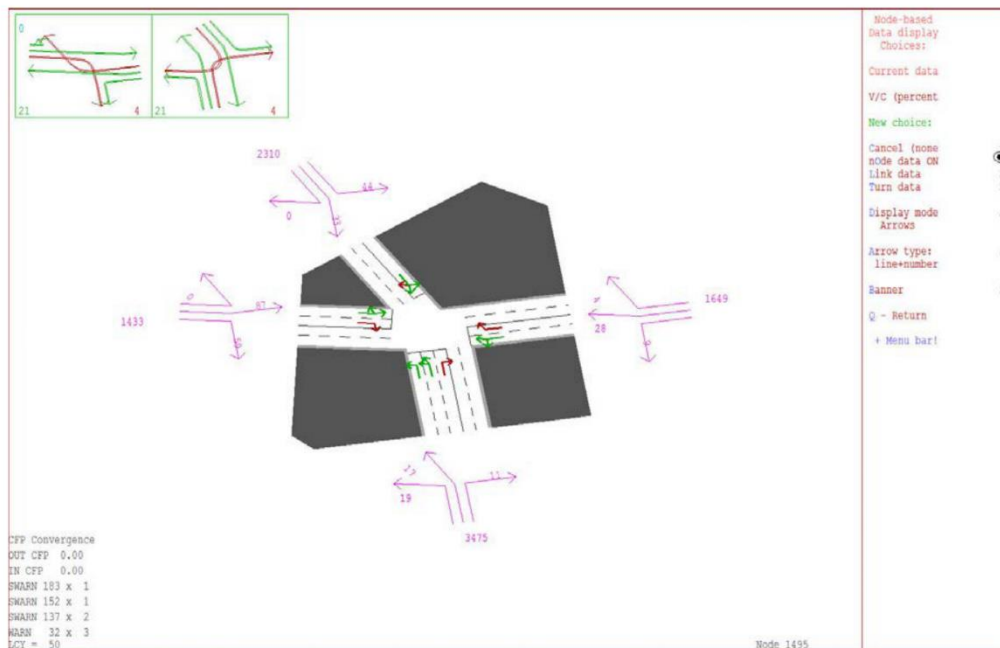 0
21
4
21
4
2310
44
0
1433
67
1649
28
19
11
3475
CFP Convergence
OUT CFP 0.00
IN CFP 0.00
SWARN 183 x 1
SWARN 152 x 1
SWARN 137 x 2
WARN 32 x 3
LCY = 50
Node 1495
Node-based
Data display
Choices:
Current data
V/C (percent
New choice:
Cancel (none
nOde data ON
Link data
Turn data
Display mode
Arrows
Arrow type:
line+number
Banner
Q - Return
+ Menu bar!